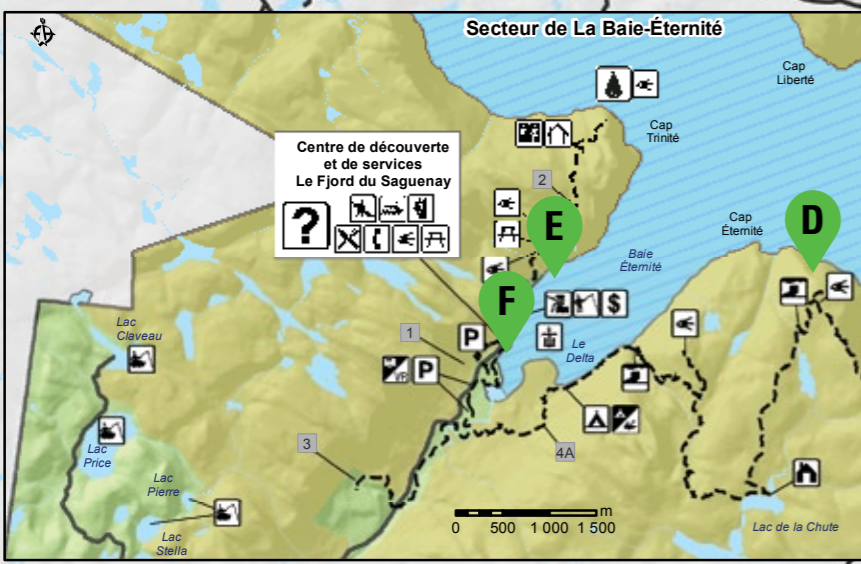 Secteur de La Baie-Éternité
Cap
Liberté
Cap
Trinité
Centre de découverte
et de services
Le Fjord du Saguenay
?
2
E
D
Cap
Éternité
Baie
Éternité
F
$
Lac
Claveau
1
P
Le
Delta
VR P
3
4A
Lac
Price
Lac
Pierre
Lac
Stella
m
0 500 1 000 1 500
Lac de la Chute